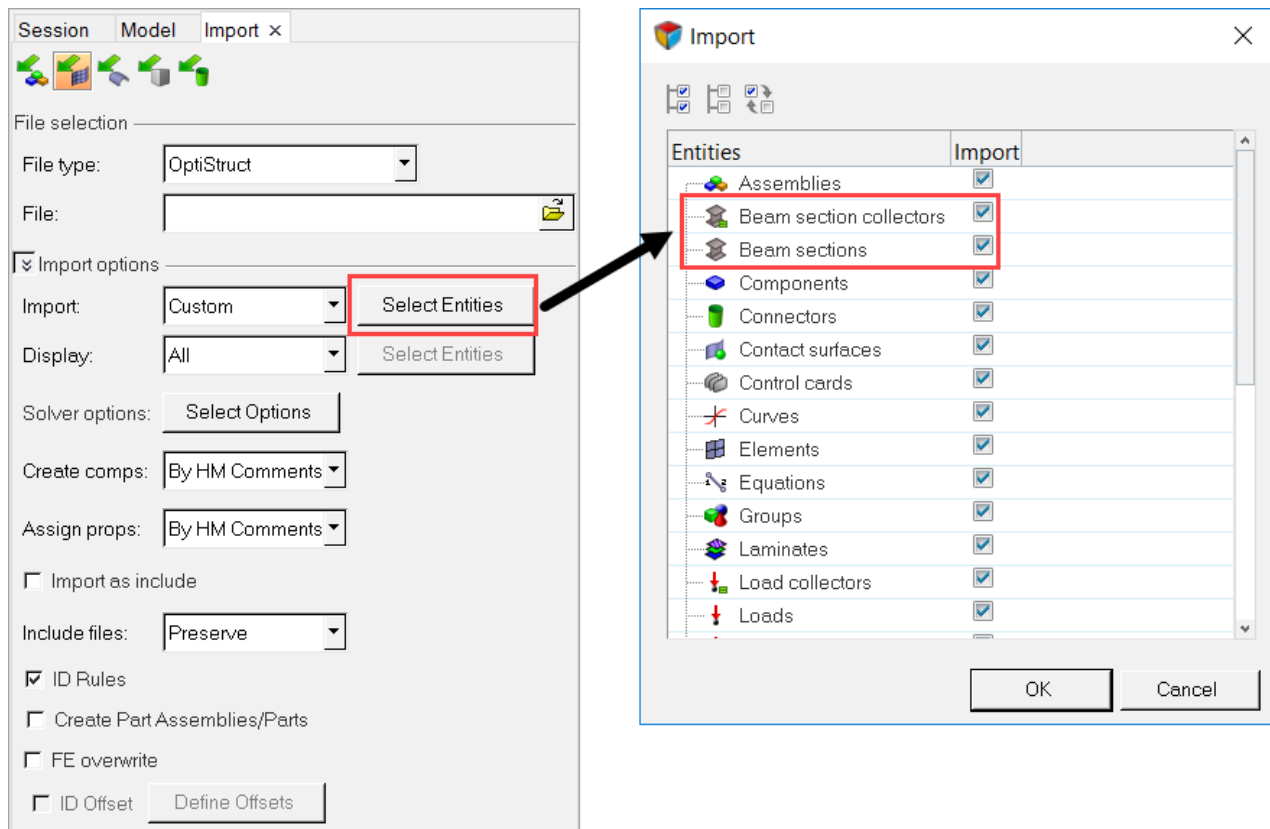 Session Model Import ×
File selection
File type: OptiStruct
File:
Import options
Import: Custom Select Entities
Display: All Select Entities
Solver options: Select Options
Create comps: By HM Comments
Assign props: By HM Comments
Import as include
Include files: Preserve
ID Rules
Create Part Assemblies/Parts
FE overwrite
ID Offset Define Offsets
Import
Entities Import
Assemblies
Beam section collectors
Beam sections
Components
Connectors
Contact surfaces
Control cards
Curves
Elements
Equations
Groups
Laminates
Load collectors
Loads
OK Cancel